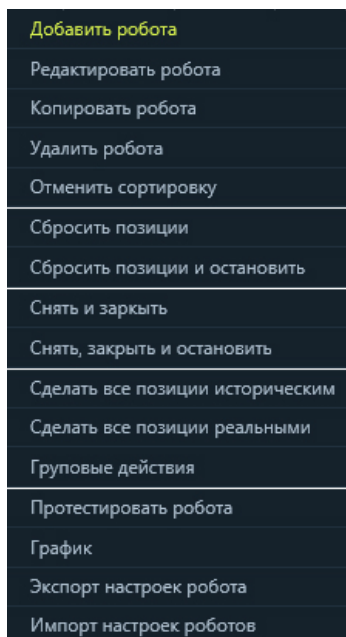 Добавить робота
Редактировать робота
Копировать робота
Удалить робота
Отменить сортировку
Сбросить позиции
Сбросить позиции и остановить
Снять и заркыть
Снять, закрыть и остановить
Сделать все позиции историческим
Сделать все позиции реальными
Груповые действия
Протестировать робота
График
Экспорт настроек робота
Импорт настроек роботов